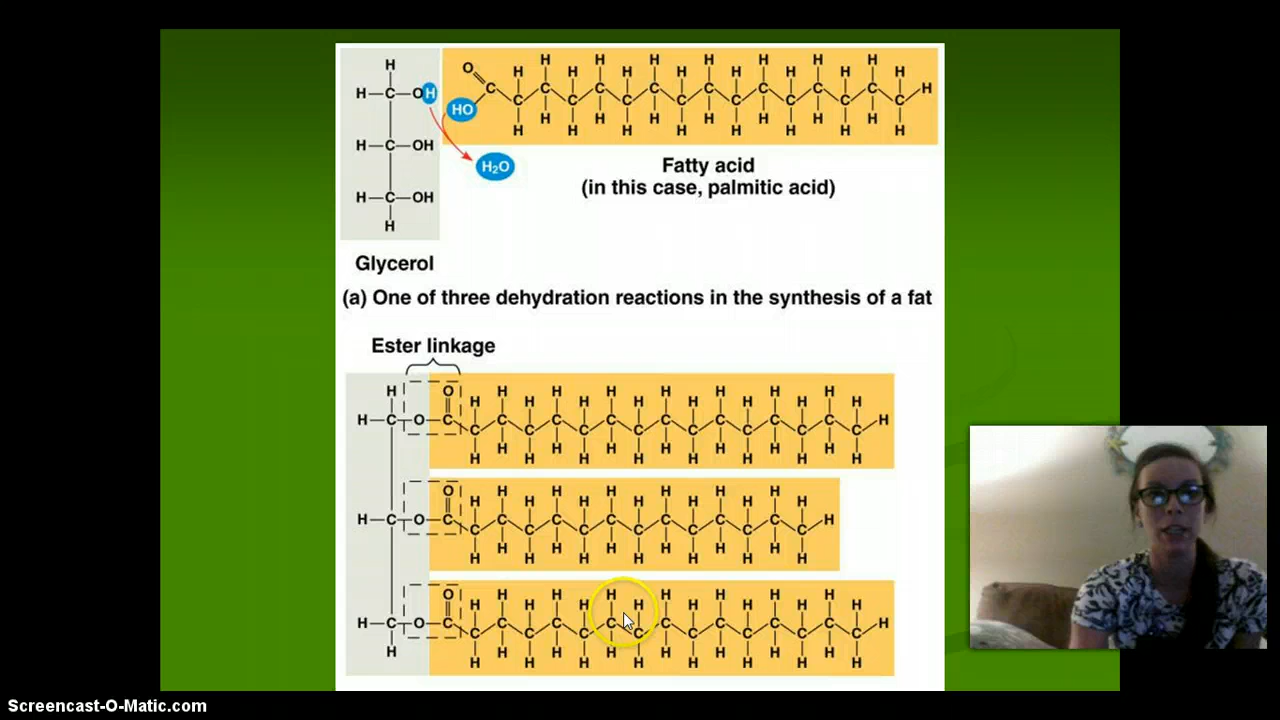 H
H—C—OH
H—C—OH
H—C—OH
H
Glycerol
O
HO
C C C C C C C C C C C C C C C C
H H H H H H H H H H H H H H H
H H H H H H H H H H H H H H H H
H₂O
Fatty acid
(in this case, palmitic acid)
(a) One of three dehydration reactions in the synthesis of a fat
Ester linkage
H O H H H H H H H H H H H H H H H
H—C—O—C C C C C C C C C C C C C C C C H
H H H H H H H H H H H H H H H
O H H H H H H H H H H H H H
H—C—O—C C C C C C C C C C C C C C H
H H H H H H H H H H H H H
O H H H H H H H H H H H H H H H
H—C—O—C C C C C C C C C C C C C C C C H
H H H H H H H H H H H H H H H H
Screencast-O-Matic.com